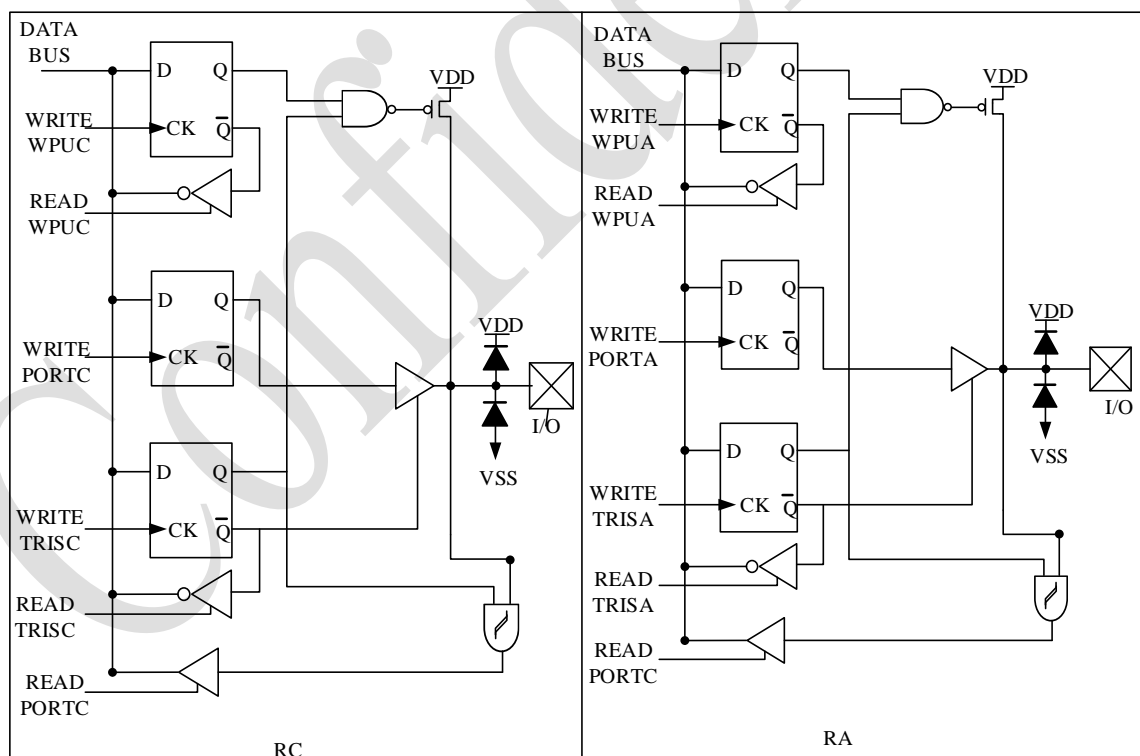 DATA
BUS
D
Q
VDD
WRITE
WPUC
CK
Q
READ
WPUC
D
Q
WRITE
PORTC
CK
Q
VDD
I/O
VSS
D
Q
WRITE
TRISC
CK
Q
READ
TRISC
READ
PORTC
RC
DATA
BUS
D
Q
VDD
WRITE
WPUA
CK
Q
READ
WPUA
D
Q
WRITE
PORTA
CK
Q
VDD
I/O
VSS
D
Q
WRITE
TRISA
CK
Q
READ
TRISA
READ
PORTC
RA
Confide